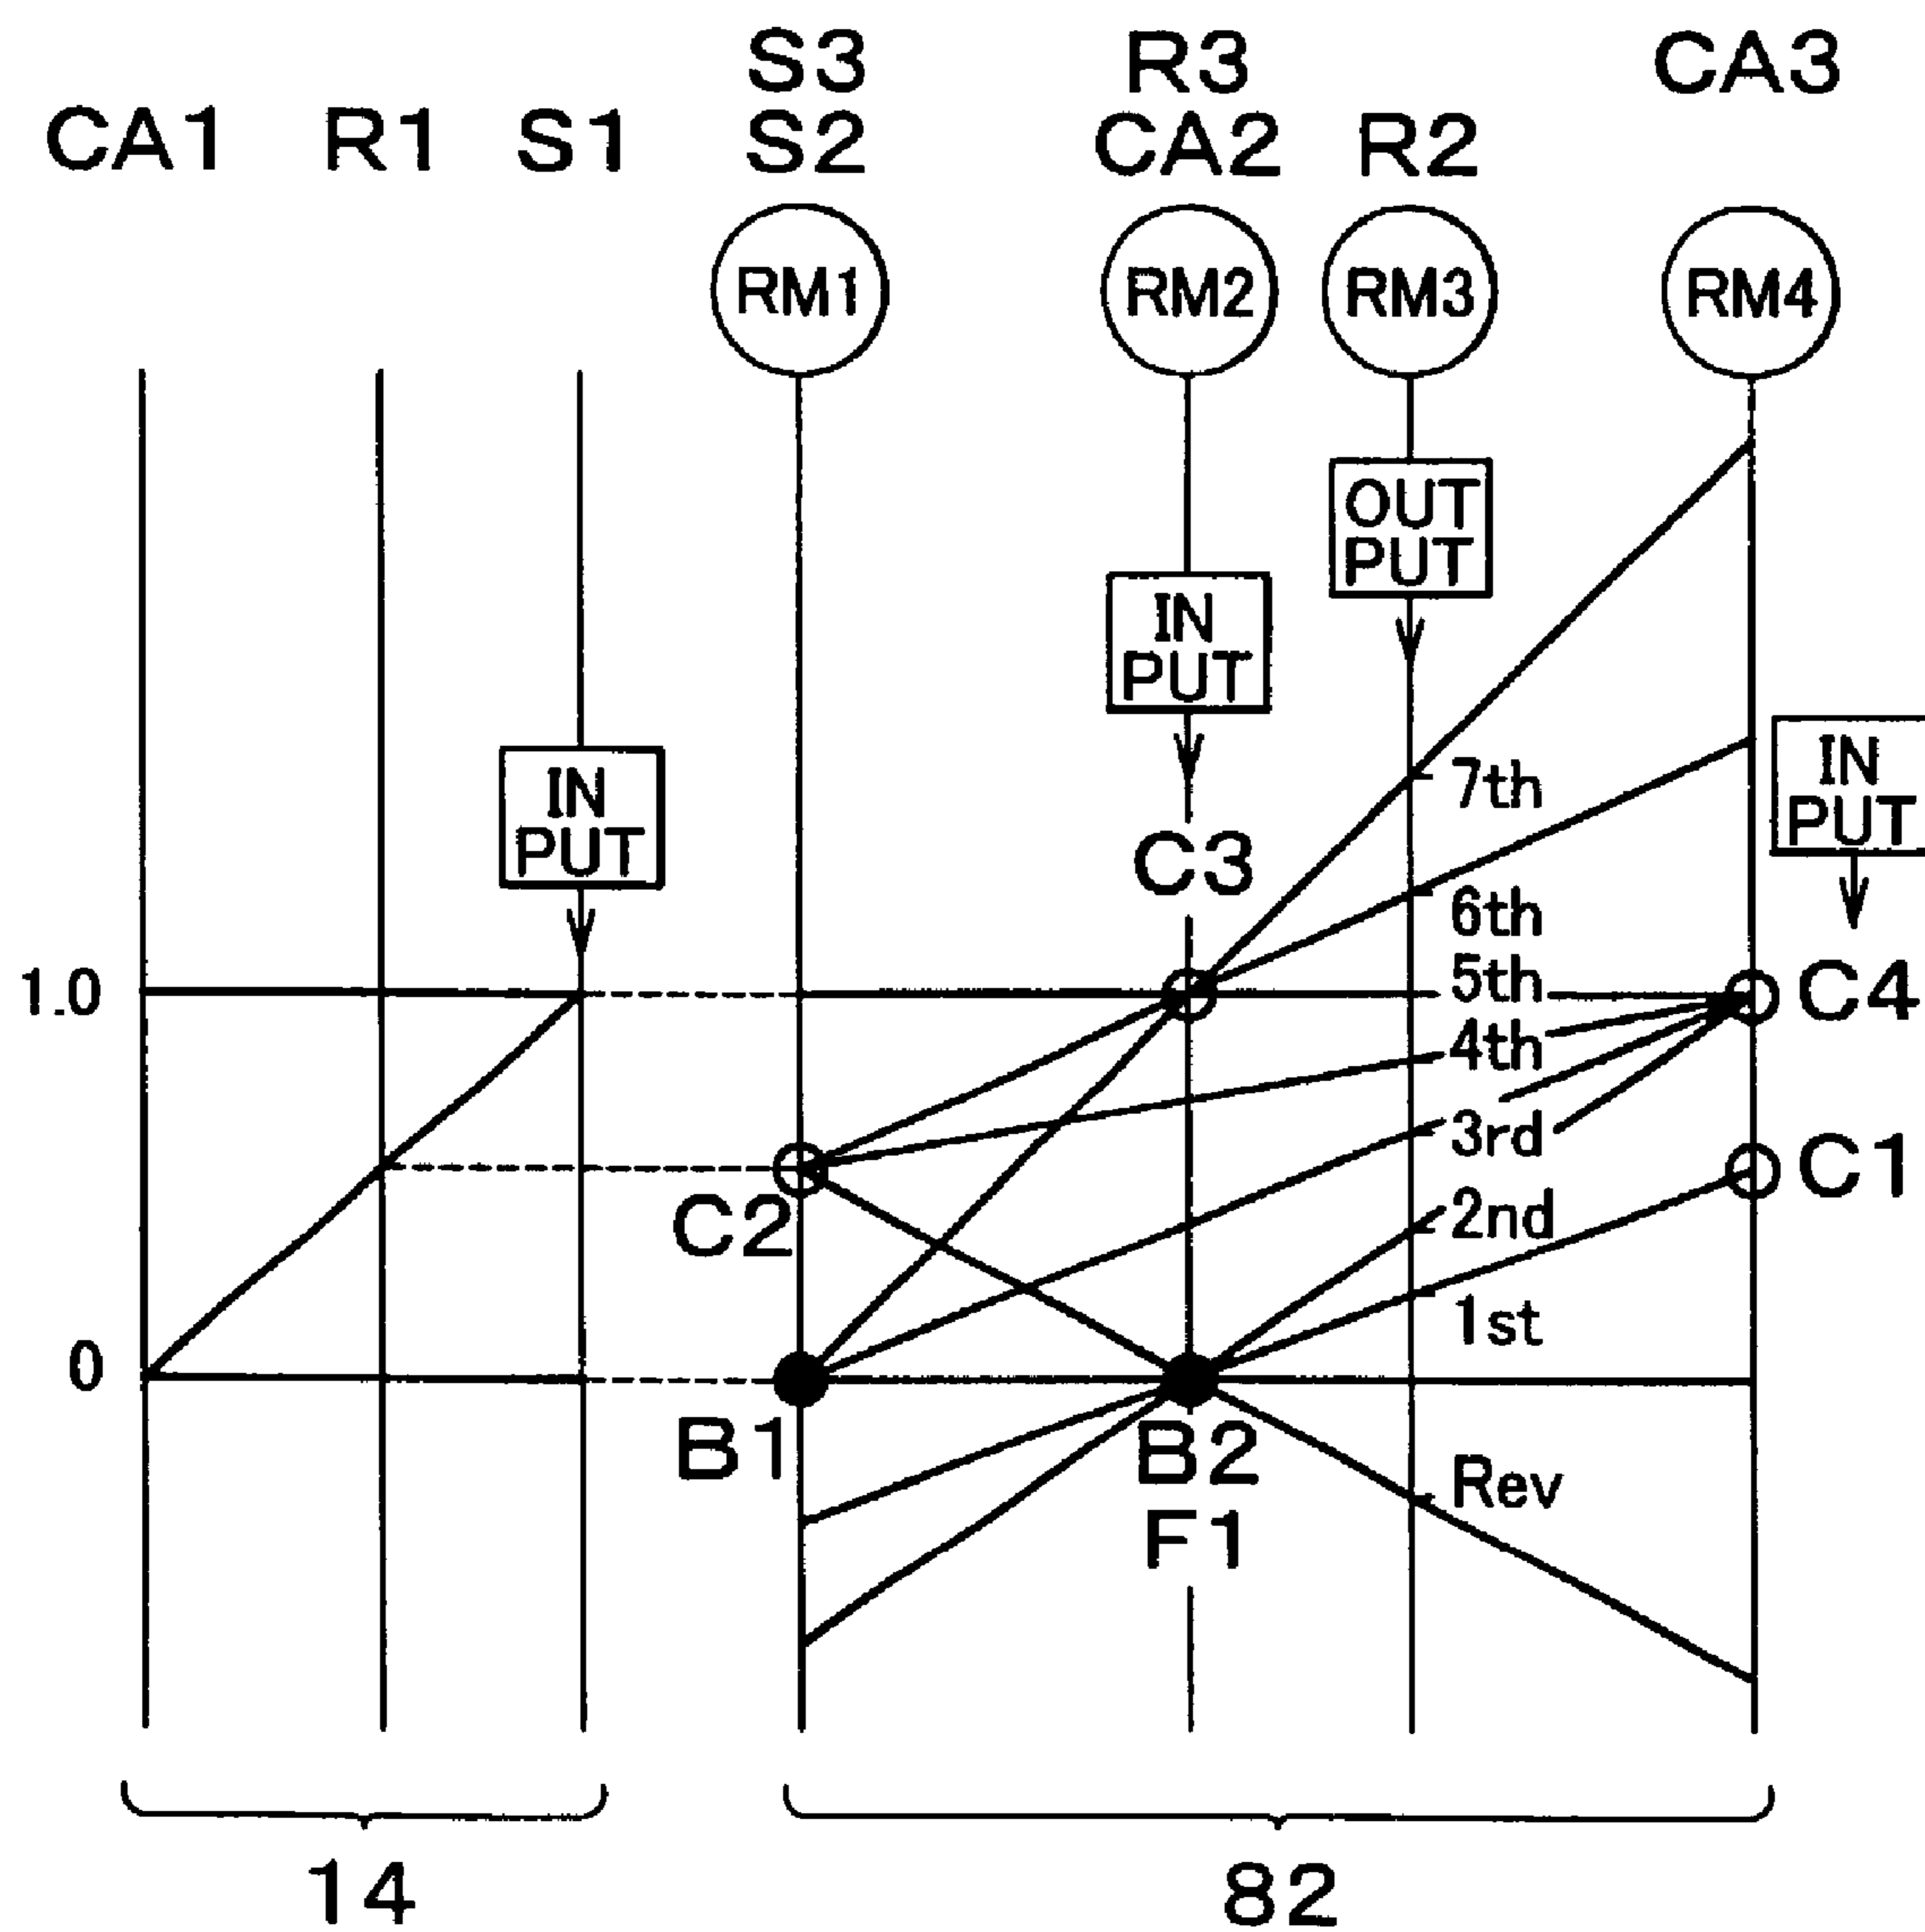 S3 R3 CA3
CA1 R1 S1 S2 CA2 R2
RM1 RM2 RM3 RM4
OUT
PUT
IN
PUT
IN
PUT
IN
PUT
7th
C3
6th
1.0
5th
C4
4th
3rd
C1
C2
2nd
1st
0
B1
B2
F1
Rev
14
82